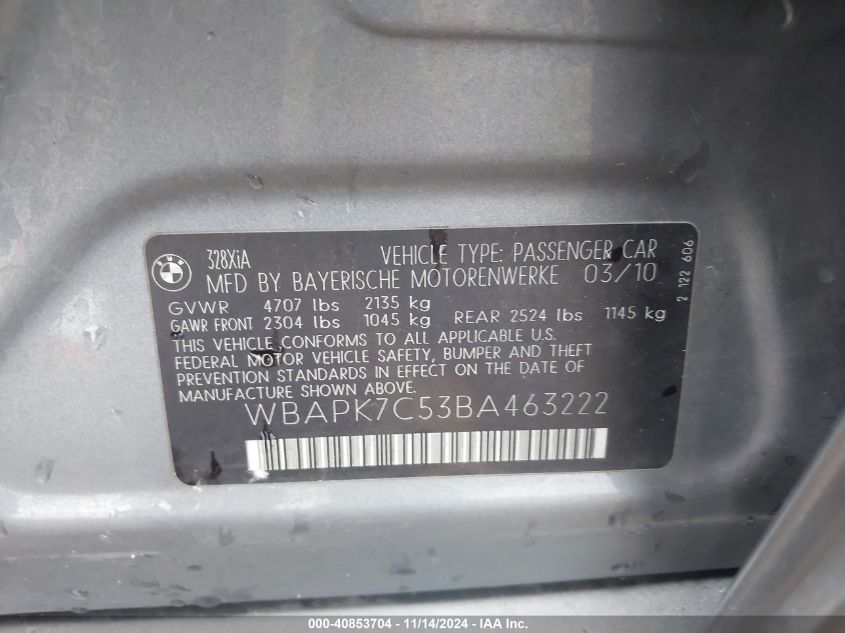 BMW
328XiA
VEHICLE TYPE: PASSENGER CAR
MFD BY BAYERISCHE MOTORENWERKE 03/10
GVWR 4707 lbs 2135 kg
GAWR FRONT 2304 lbs 1045 kg REAR 2524 lbs 1145 kg
THIS VEHICLE CONFORMS TO ALL APPLICABLE U.S.
FEDERAL MOTOR VEHICLE SAFETY, BUMPER AND THEFT
PREVENTION STANDARDS IN EFFECT ON THE DATE OF
MANUFACTURE SHOWN ABOVE.
WBAPK7C53BA463222
2 122 606
000-40853704 - 11/14/2024 - IAA Inc.